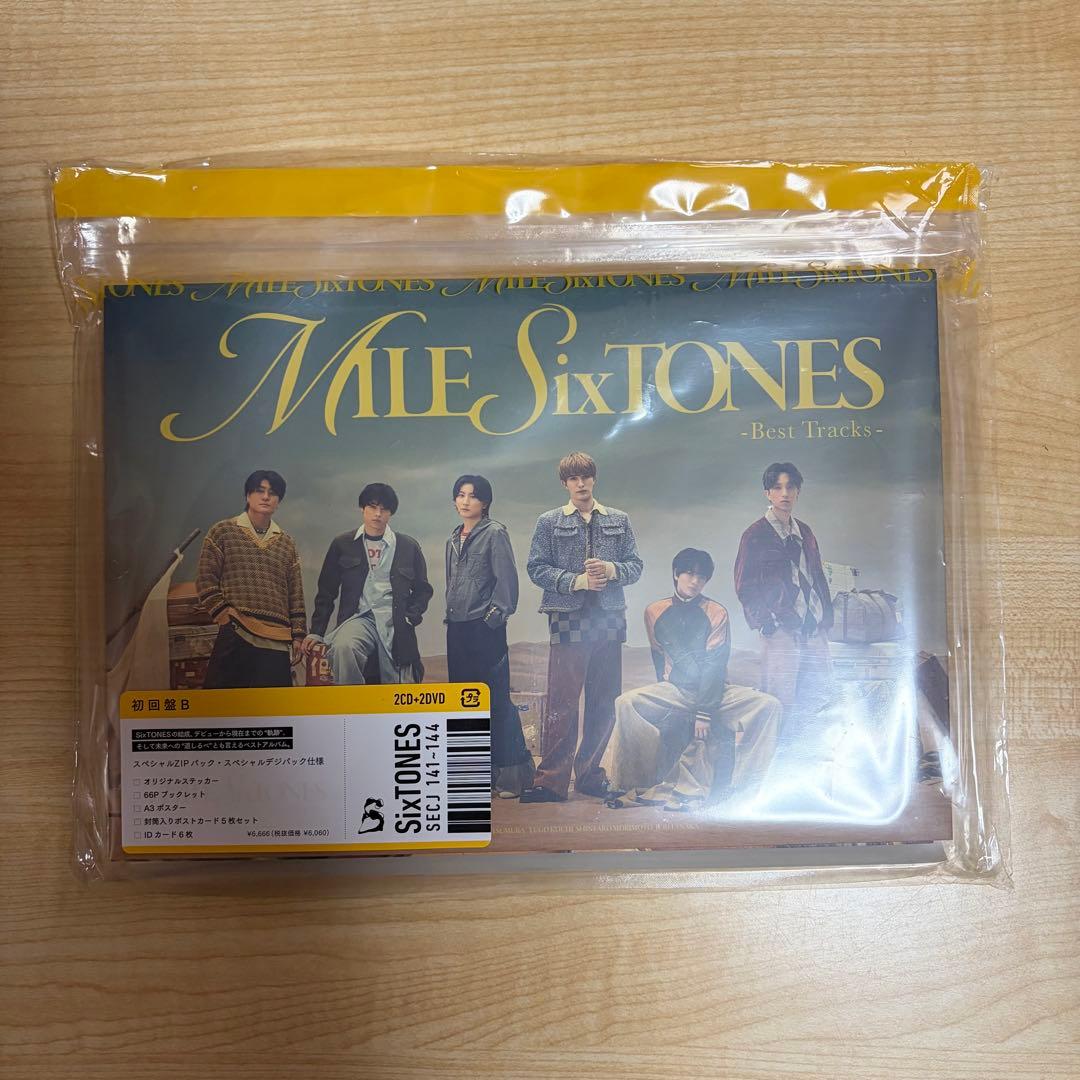 MILE SixTONES MILE SixTONES MILE SixTONES
MILE SixTONES
-Best Tracks-
初回盤B
2CD+2DVD
SixTONESの結成、デビューから現在までの"軌跡"、
そして未来への"道しるべ"とも言えるベストアルバム。
スペシャルZIPパック・スペシャルデジパック仕様
□ オリジナルステッカー
□ 66P ブックレット
□ A3 ポスター
□ 封筒入りポストカード5枚セット
□ IDカード6枚
¥6,666(税抜価格 ¥6,060)
SixTONES
SECJ 141~144
YUGO KOCHI SHINTARO MORIMOTO JURI TANAKA